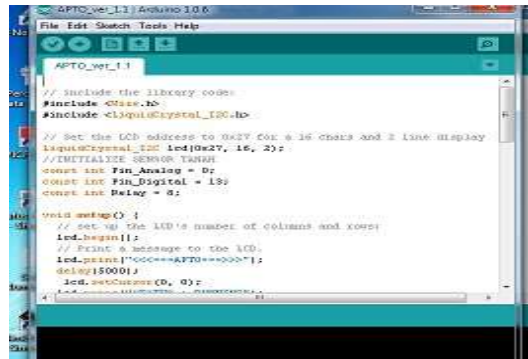 APTO_ver_1.1 | Arduino 1.0.6
File Edit Sketch Tools Help
APTO_ver_1.1
// include the library code:
#include <Wire.h>
#include <LiquidCrystal_I2C.h>
// Set the LCD address to 0x27 for a 16 chars and 2 line display
LiquidCrystal_I2C lcd(0x27, 16, 2);
//INITIALIZE SENSOR TANAH
const int Pin_Analog = 0;
const int Pin_Digital = 13;
const int Relay = 8;
void setup() {
// set up the LCD's number of columns and rows:
lcd.begin();
// Print a message to the LCD.
lcd.print("<<<===APTO===>>>");
delay(5000);
lcd.setCursor(0, 0);